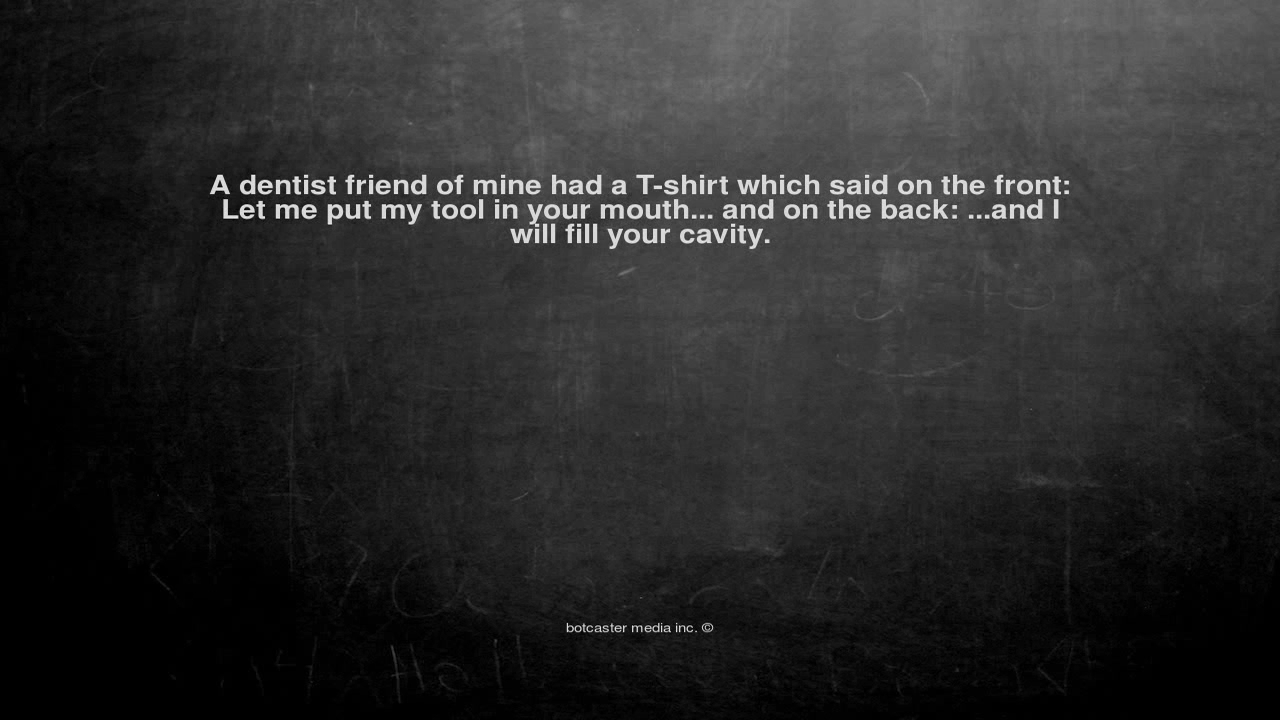 A dentist friend of mine had a T-shirt which said on the front:
Let me put my tool in your mouth... and on the back: ...and I
will fill your cavity.
botcaster media inc. ©